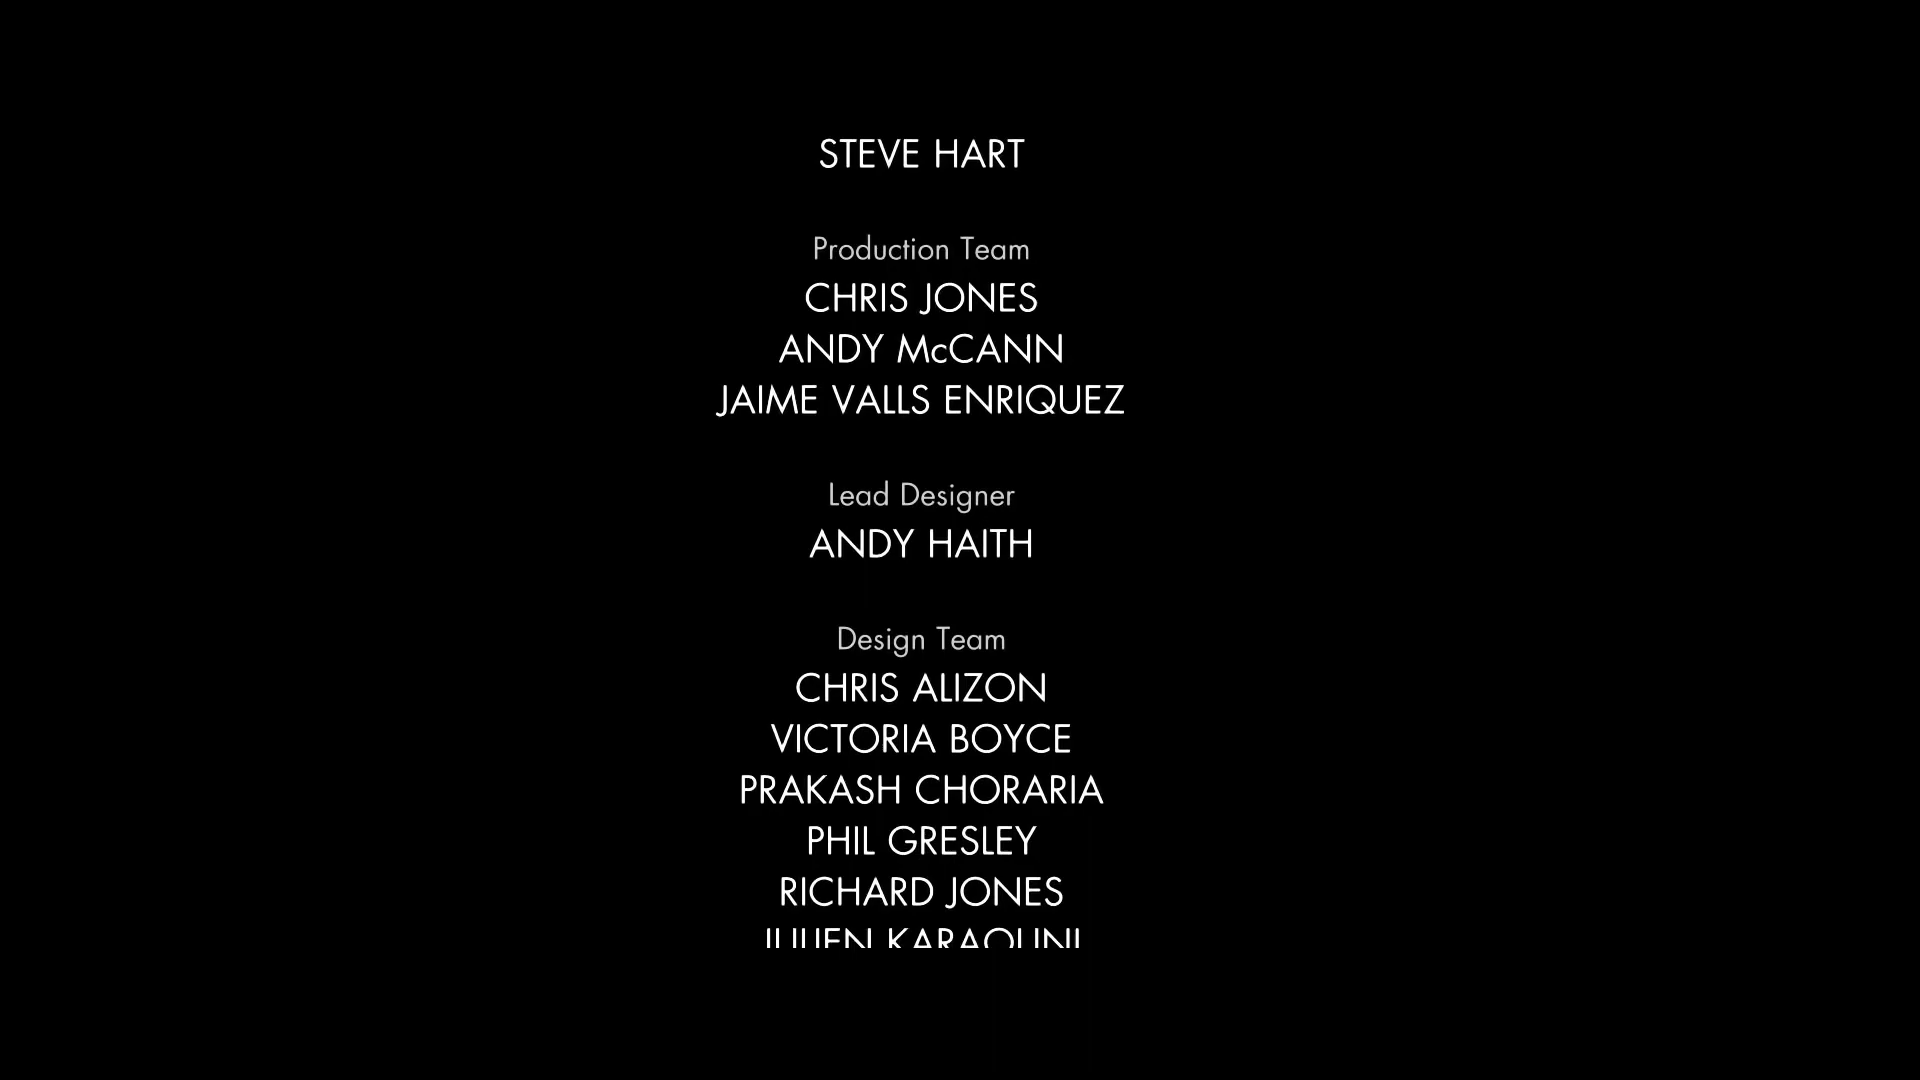 STEVE HART
Production Team
CHRIS JONES
ANDY McCANN
JAIME VALLS ENRIQUEZ
Lead Designer
ANDY HAITH
Design Team
CHRIS ALIZON
VICTORIA BOYCE
PRAKASH CHORARIA
PHIL GRESLEY
RICHARD JONES